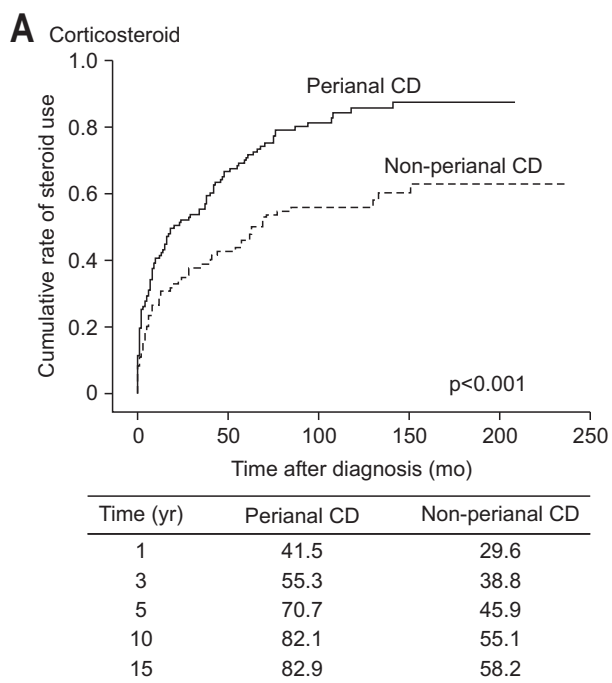 A Corticosteroid
1.0
0.8
0.6
0.4
0.2
0
Cumulative rate of steroid use
Perianal CD
Non-perianal CD
p<0.001
0 50 100 150 200 250
Time after diagnosis (mo)
Time (yr) Perianal CD Non-perianal CD
1 41.5 29.6
3 55.3 38.8
5 70.7 45.9
10 82.1 55.1
15 82.9 58.2